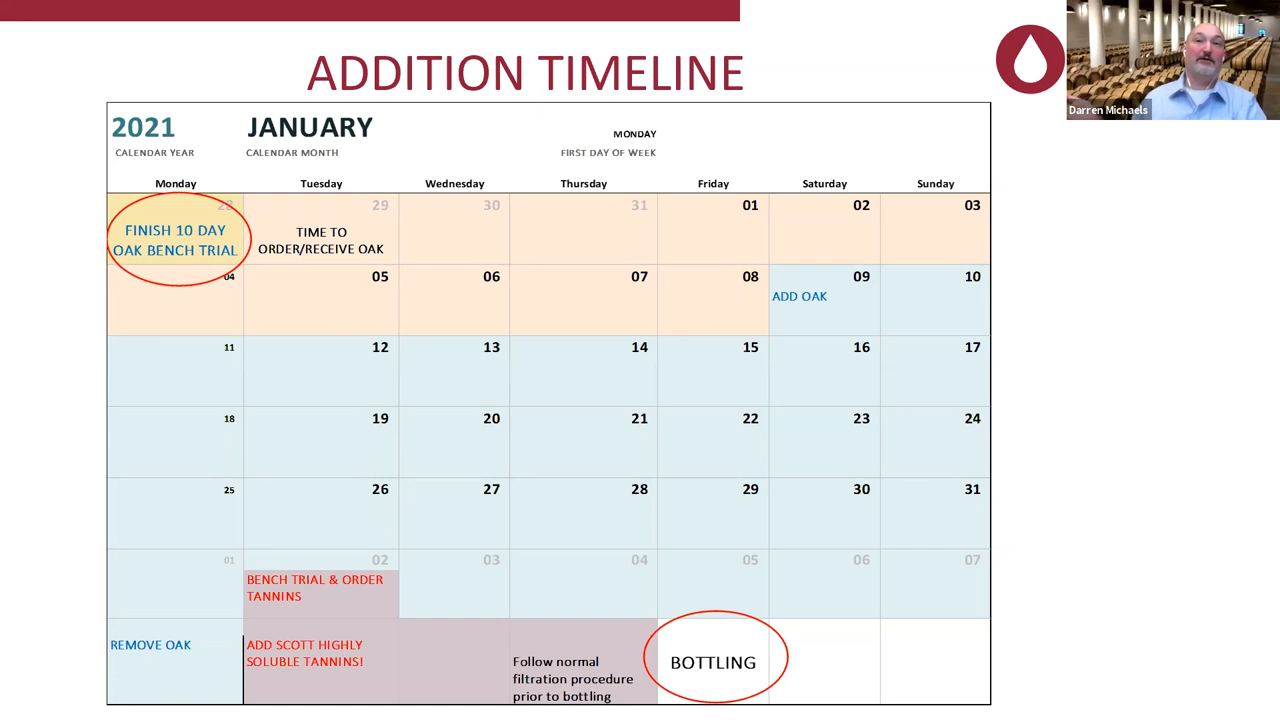 ADDITION TIMELINE
Darren Michaels
2021 JANUARY MONDAY
CALENDAR YEAR CALENDAR MONTH FIRST DAY OF WEEK
Monday Tuesday Wednesday Thursday Friday Saturday Sunday
28 29 30 31 01 02 03
FINISH 10 DAY
OAK BENCH TRIAL
TIME TO
ORDER/RECEIVE OAK
04 05 06 07 08 09 10
ADD OAK
11 12 13 14 15 16 17
18 19 20 21 22 23 24
25 26 27 28 29 30 31
01 02 03 04 05 06 07
BENCH TRIAL & ORDER
TANNINS
REMOVE OAK
ADD SCOTT HIGHLY
SOLUBLE TANNINS!
Follow normal
filtration procedure
prior to bottling
BOTTLING